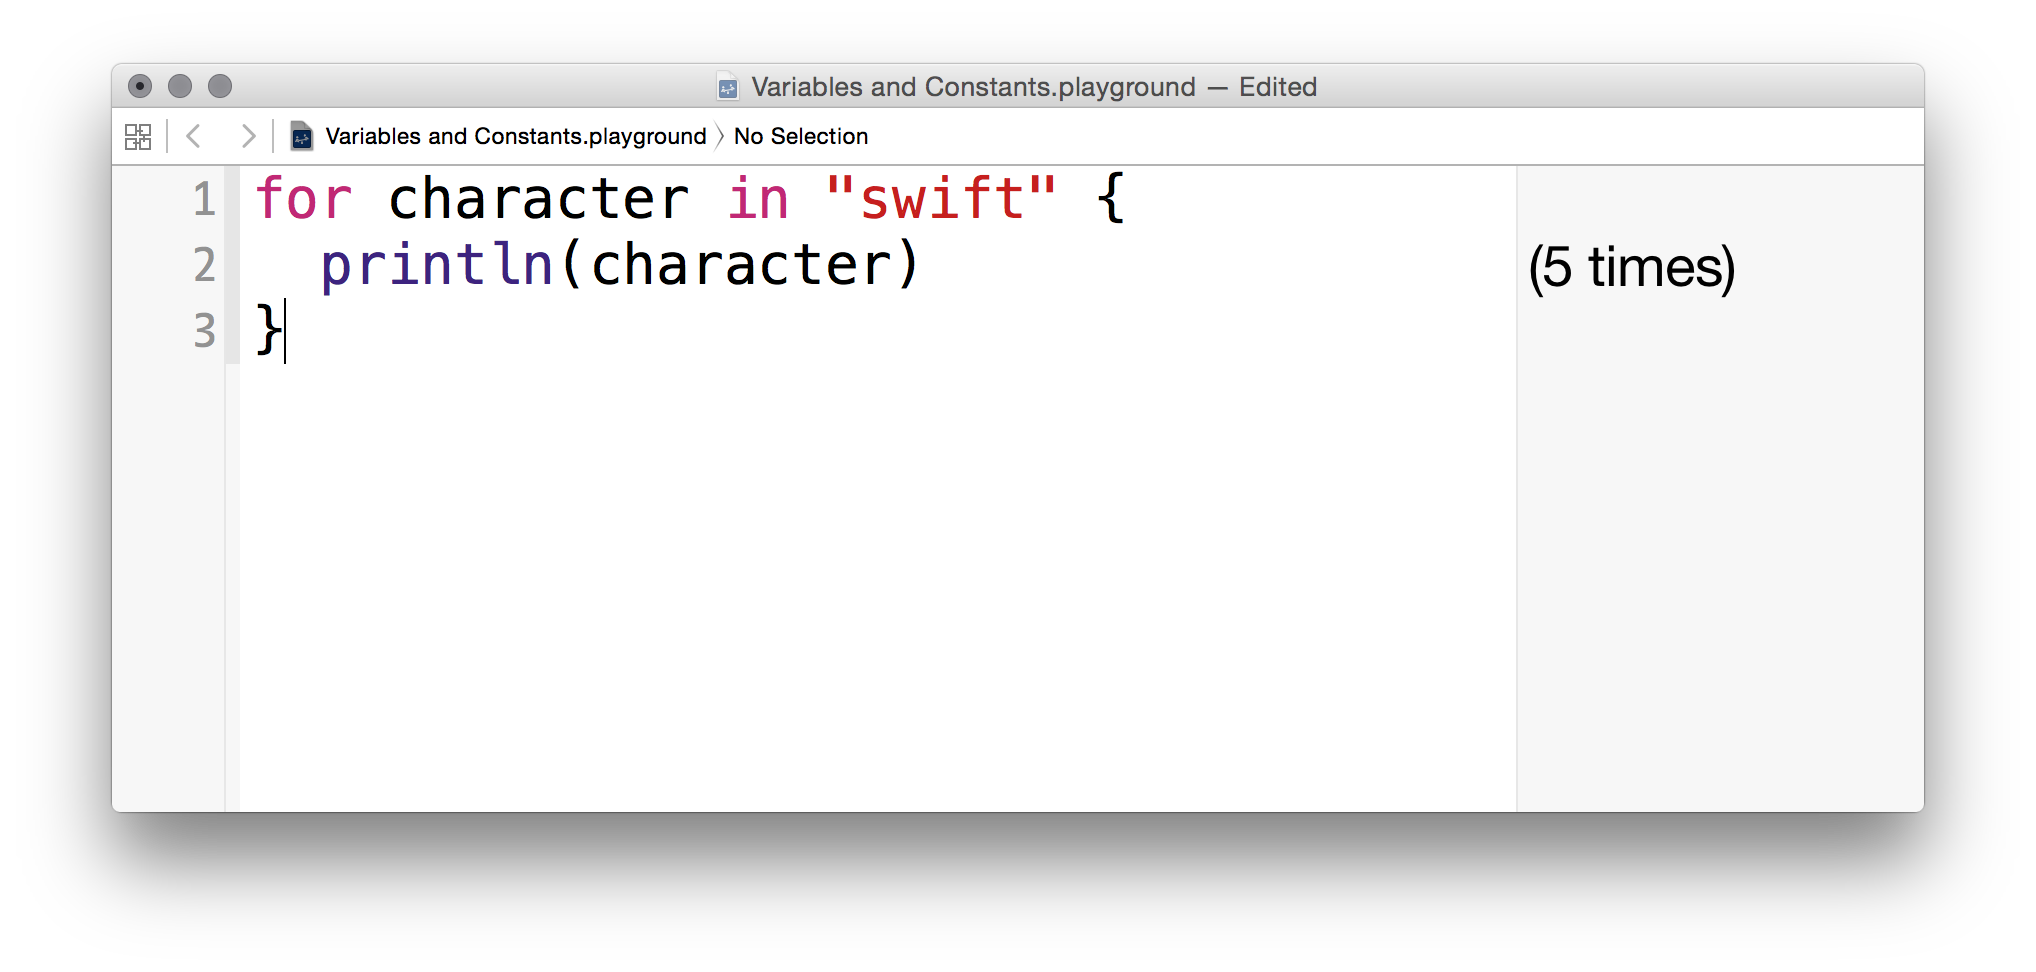 Variables and Constants.playground — Edited
Variables and Constants.playground 〉 No Selection
1 for character in "swift" {
2   println(character) (5 times)
3 }